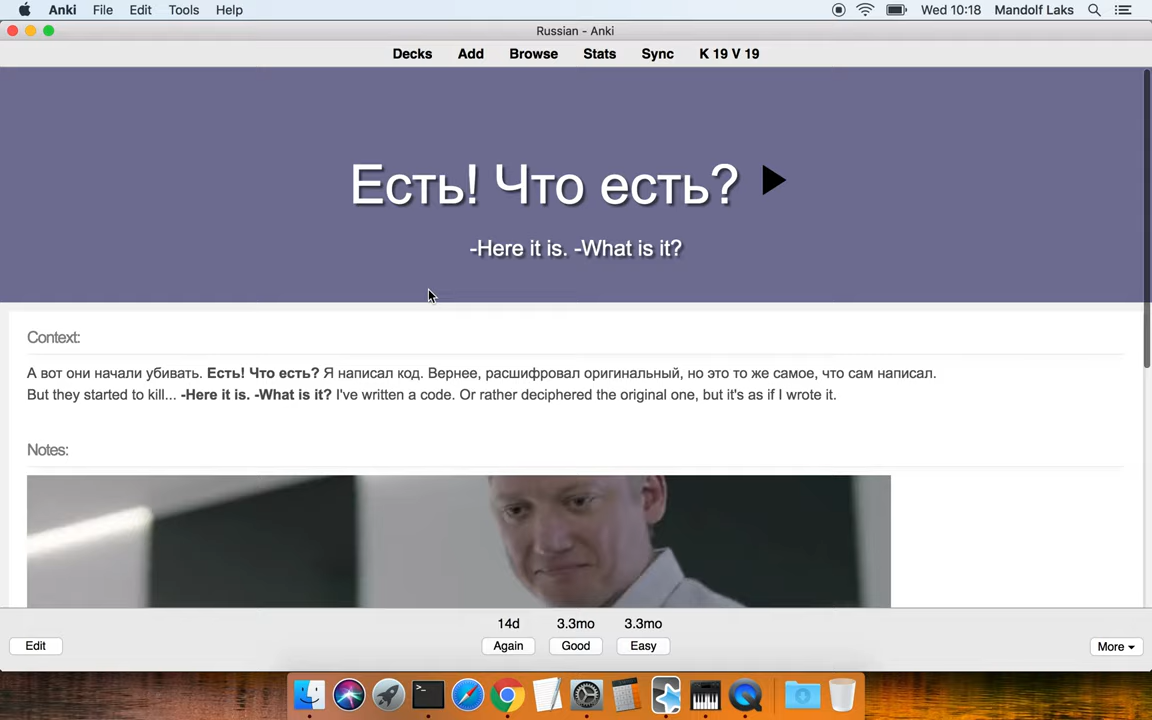 Anki File Edit Tools Help Wed 10:18 Mandolf Laks
Russian - Anki
Decks Add Browse Stats Sync K 19 V 19
Есть! Что есть?
-Here it is. -What is it?
Context:
А вот они начали убивать. Есть! Что есть? Я написал код. Вернее, расшифровал оригинальный, но это то же самое, что сам написал.
But they started to kill... -Here it is. -What is it? I've written a code. Or rather deciphered the original one, but it's as if I wrote it.
Notes:
14d 3.3mo 3.3mo
Edit Again Good Easy More